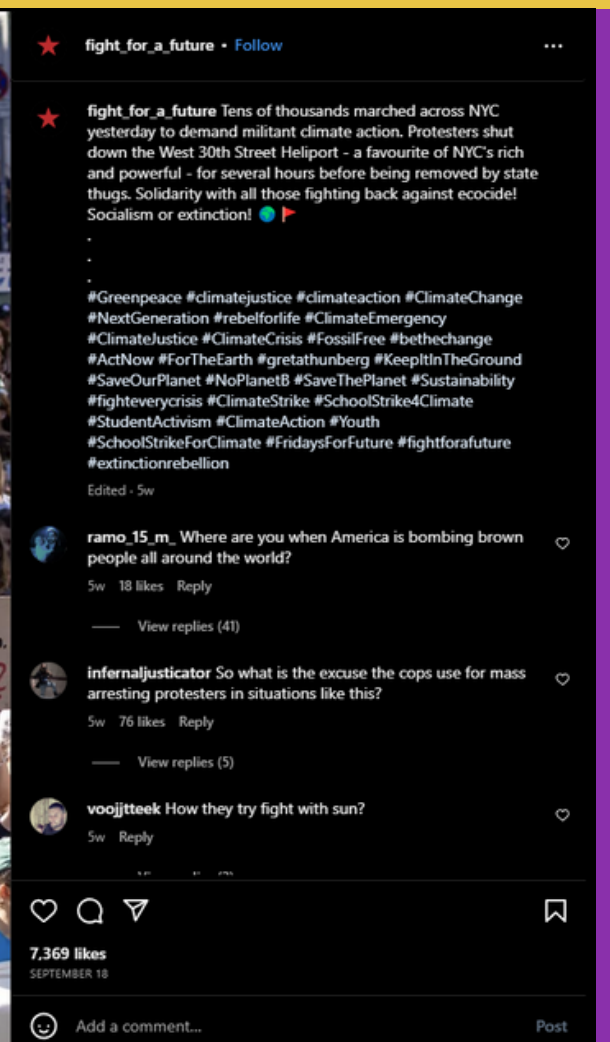 fight_for_a_future • Follow
fight_for_a_future Tens of thousands marched across NYC
yesterday to demand militant climate action. Protesters shut
down the West 30th Street Heliport - a favourite of NYC's rich
and powerful - for several hours before being removed by state
thugs. Solidarity with all those fighting back against ecocide!
Socialism or extinction! 🌍 🚩
.
.
.
#Greenpeace #climatejustice #climateaction #ClimateChange
#NextGeneration #rebelforlife #ClimateEmergency
#ClimateJustice #ClimateCrisis #FossilFree #bethechange
#ActNow #ForTheEarth #gretathunberg #KeepItInTheGround
#SaveOurPlanet #NoPlanetB #SaveThePlanet #Sustainability
#fighteverycrisis #ClimateStrike #SchoolStrike4Climate
#StudentActivism #ClimateAction #Youth
#SchoolStrikeForClimate #FridaysForFuture #fightforafuture
#extinctionrebellion
Edited · 5w
ramo_15_m_ Where are you when America is bombing brown
people all around the world?
5w 18 likes Reply
View replies (41)
infernaljusticator So what is the excuse the cops use for mass
arresting protesters in situations like this?
5w 76 likes Reply
View replies (5)
voojjtteek How they try fight with sun?
5w Reply
7,369 likes
SEPTEMBER 18
Add a comment...
Post